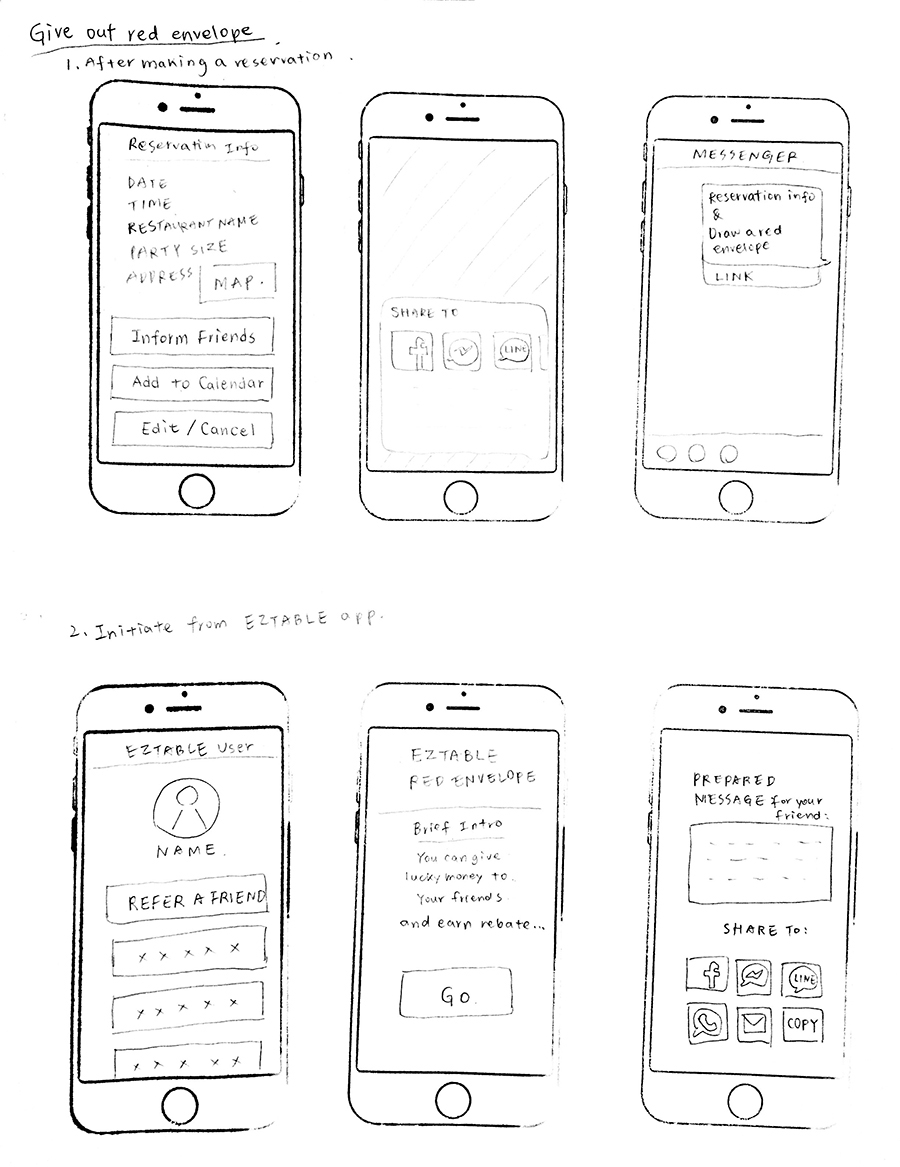 Give out red envelope.
1. After making a reservation.
Reservation Info
DATE
TIME
RESTAURANT NAME
PARTY SIZE
ADDRESS
MAP.
Inform Friends
Add to Calendar
Edit / Cancel
SHARE TO
LINE
MESSENGER
Reservation info
&
Draw a red
envelope
LINK
2. Initiate from EZTABLE app.
EZTABLE User
NAME.
REFER A FRIEND
x x x x x
x x x x x
x x x x x
EZTABLE
RED ENVELOPE
Brief Intro
You can give
lucky money to
Your friends
and earn rebate...
Go.
PREPARED
MESSAGE for your
friend:
SHARE TO:
LINE
COPY